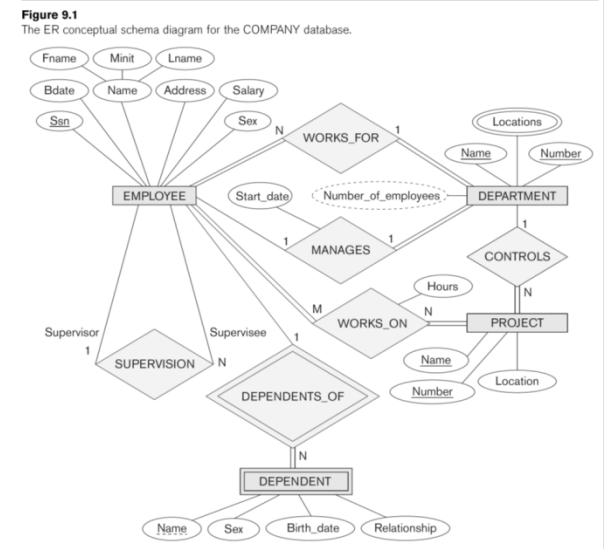 Figure 9.1
The ER conceptual schema diagram for the COMPANY database.
Fname
Minit
Lname
Bdate
Name
Address
Salary
Ssn
Sex
N
WORKS_FOR
1
Locations
Name
Number
EMPLOYEE
Start_date
Number_of_employees
DEPARTMENT
1
MANAGES
1
1
CONTROLS
N
Hours
M
WORKS_ON
N
PROJECT
Supervisor
1
SUPERVISION
Supervisee
N
Name
Number
Location
1
DEPENDENTS_OF
N
DEPENDENT
Name
Sex
Birth_date
Relationship